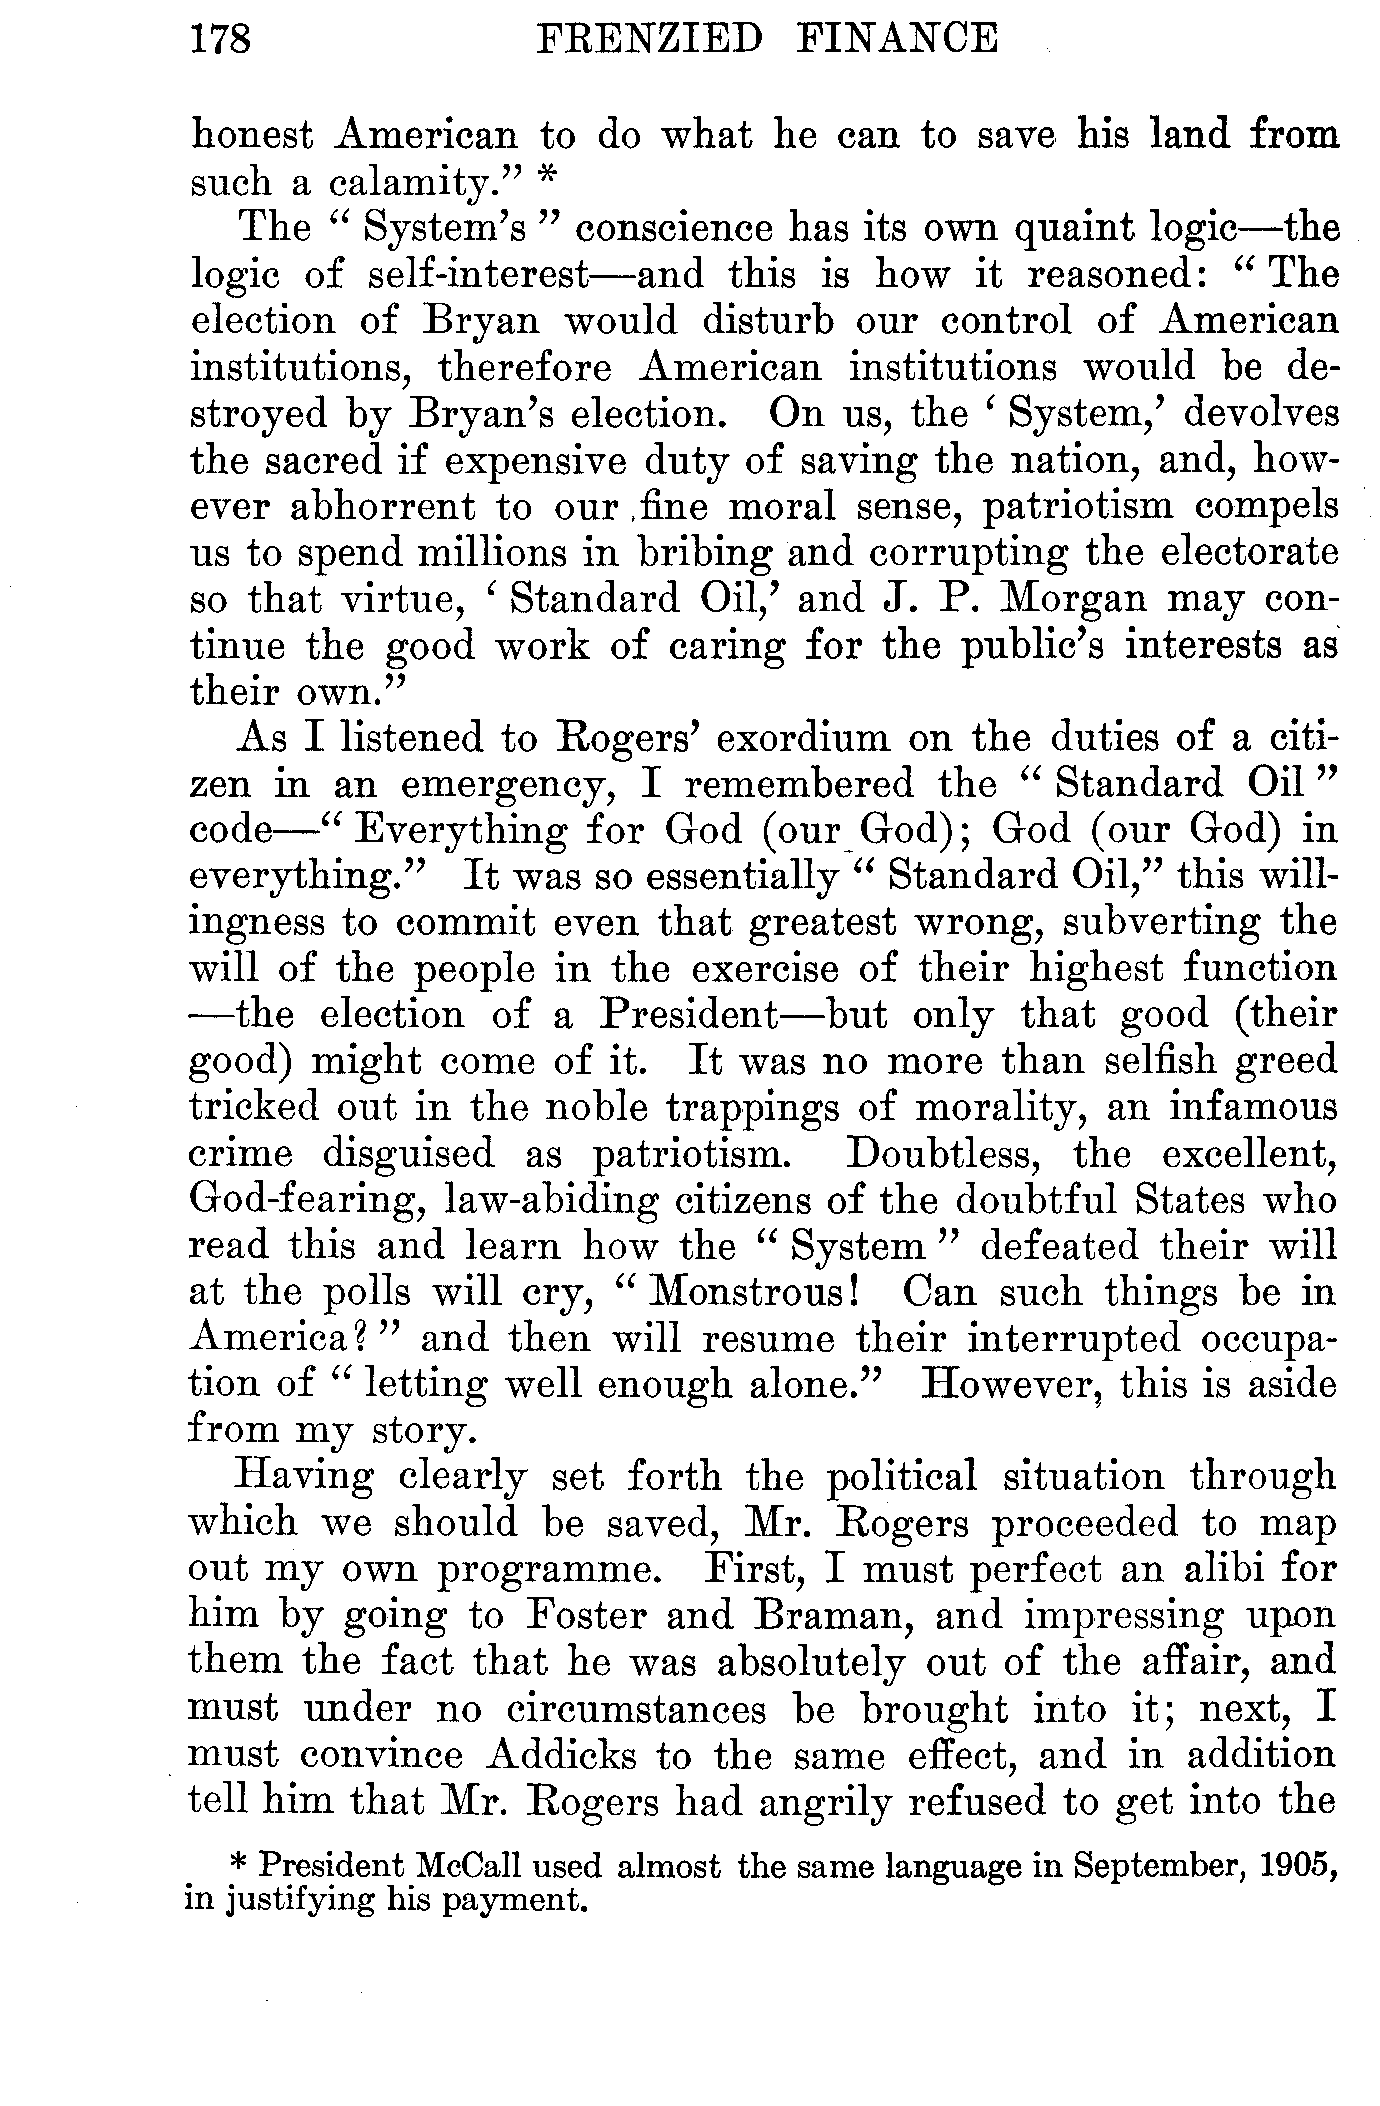 178 FRENZIED FINANCE
honest American to do what he can to save his land from
such a calamity.” *
The “ System’s ” conscience has its own quaint logic—the
logic of self-interest—and this is how it reasoned: “ The
election of Bryan would disturb our control of American
institutions, therefore American institutions would be de-
stroyed by Bryan’s election. On us, the ‘ System,’ devolves
the sacred if expensive duty of saving the nation, and, how-
ever abhorrent to our fine moral sense, patriotism compels
us to spend millions in bribing and corrupting the electorate
so that virtue, ‘ Standard Oil,’ and J. P. Morgan may con-
tinue the good work of caring for the public’s interests as
their own.”
As I listened to Rogers’ exordium on the duties of a citi-
zen in an emergency, I remembered the “ Standard Oil ”
code—“ Everything for God (our God); God (our God) in
everything.” It was so essentially “ Standard Oil,” this will-
ingness to commit even that greatest wrong, subverting the
will of the people in the exercise of their highest function
—the election of a President—but only that good (their
good) might come of it. It was no more than selfish greed
tricked out in the noble trappings of morality, an infamous
crime disguised as patriotism. Doubtless, the excellent,
God-fearing, law-abiding citizens of the doubtful States who
read this and learn how the “ System ” defeated their will
at the polls will cry, “ Monstrous! Can such things be in
America? ” and then will resume their interrupted occupa-
tion of “ letting well enough alone.” However, this is aside
from my story.
Having clearly set forth the political situation through
which we should be saved, Mr. Rogers proceeded to map
out my own programme. First, I must perfect an alibi for
him by going to Foster and Braman, and impressing upon
them the fact that he was absolutely out of the affair, and
must under no circumstances be brought into it; next, I
must convince Addicks to the same effect, and in addition
tell him that Mr. Rogers had angrily refused to get into the
* President McCall used almost the same language in September, 1905,
in justifying his payment.